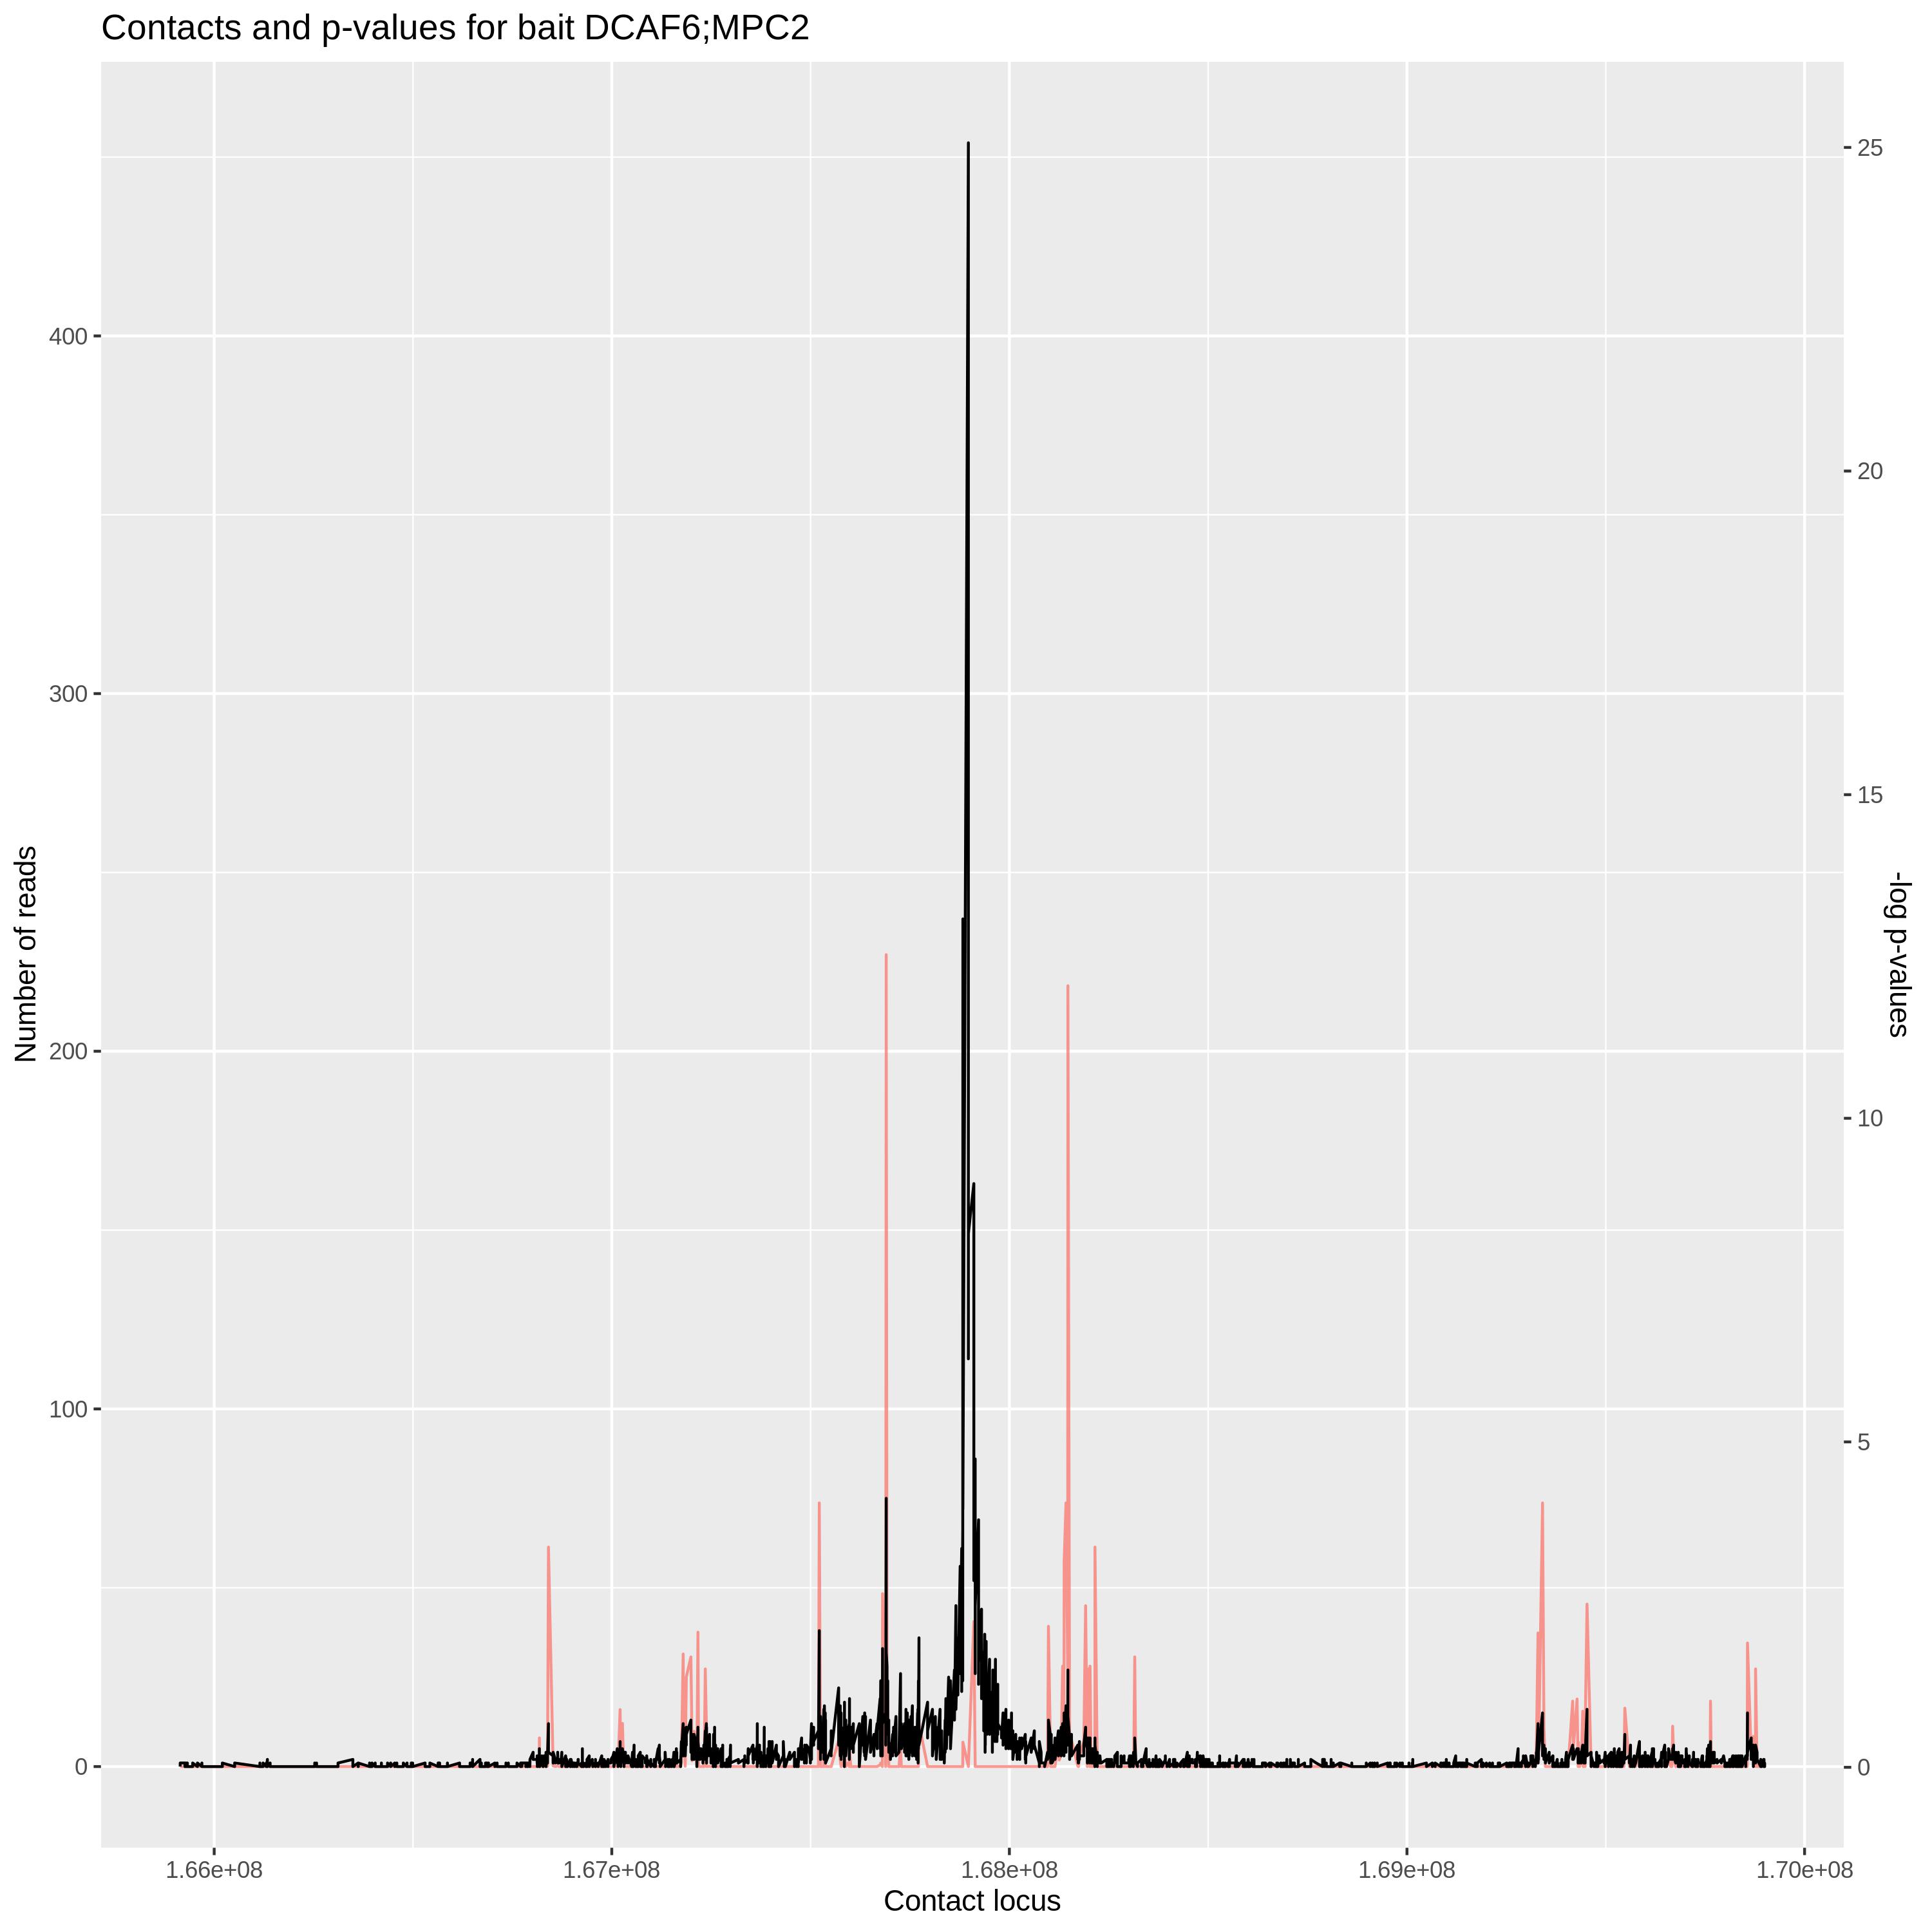 Contacts and p-values for bait DCAF6;MPC2
Number of reads
400
300
200
100
0
25
20
15
10
5
0
-log p-values
1.66e+08
1.67e+08
1.68e+08
1.69e+08
1.70e+08
Contact locus